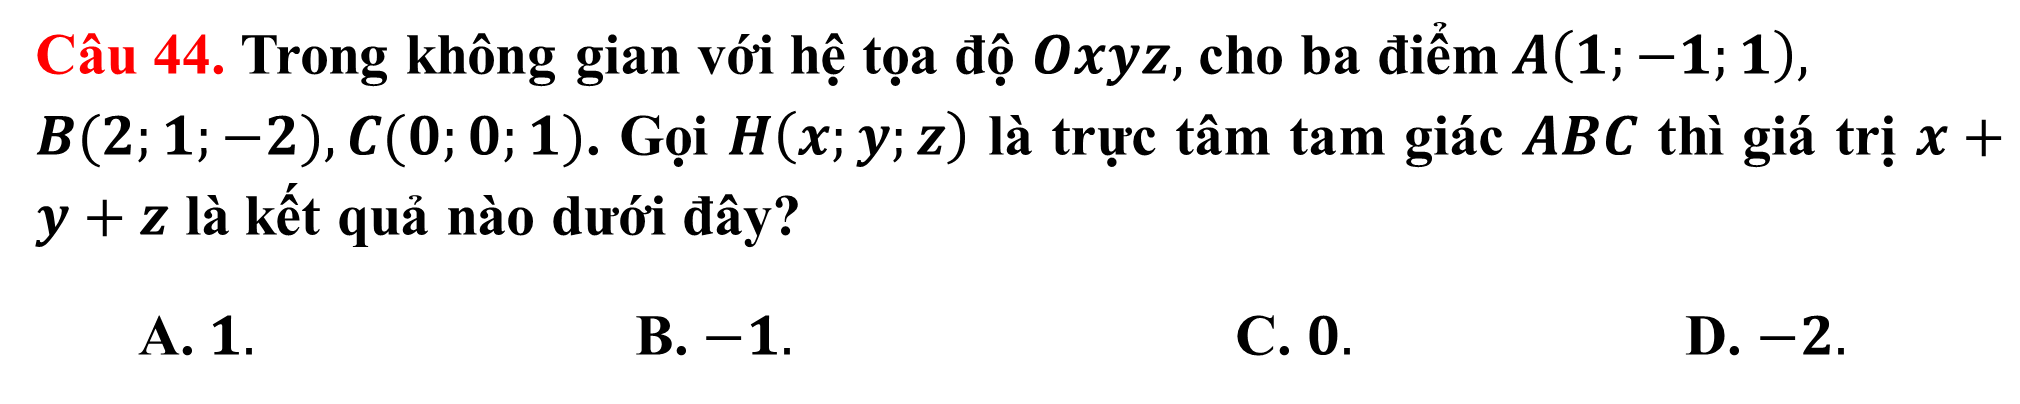 Câu 44. Trong không gian với hệ tọa độ Oxyz, cho ba điểm A(1; −1; 1),
B(2; 1; −2), C(0; 0; 1). Gọi H(x; y; z) là trực tâm tam giác ABC thì giá trị x +
y + z là kết quả nào dưới đây?
A. 1. B. −1. C. 0. D. −2.